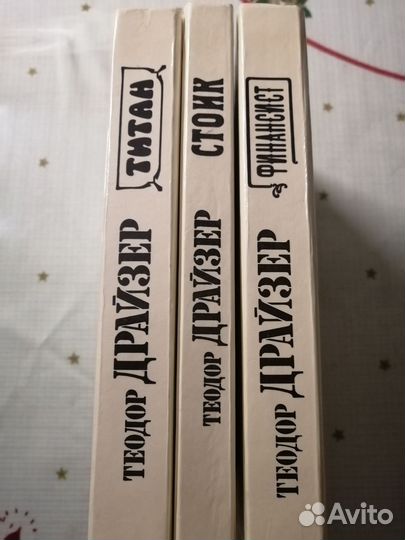 ТЕОДОР ДРАЙЗЕР ТИТАН
ТЕОДОР ДРАЙЗЕР СТОИК
ТЕОДОР ДРАЙЗЕР ФИНАНСИСТ
Avito